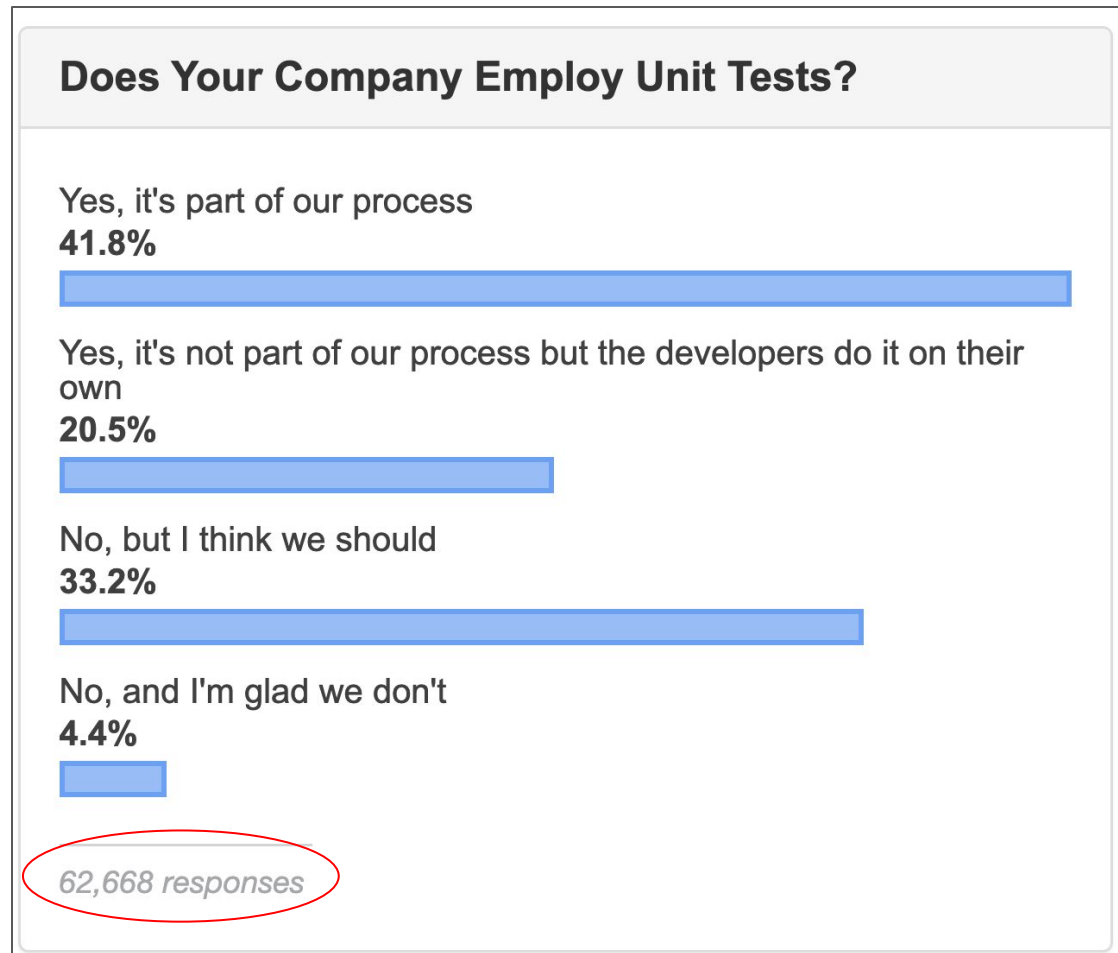 Does Your Company Employ Unit Tests?
Yes, it's part of our process
41.8%
Yes, it's not part of our process but the developers do it on their
own
20.5%
No, but I think we should
33.2%
No, and I'm glad we don't
4.4%
62,668 responses